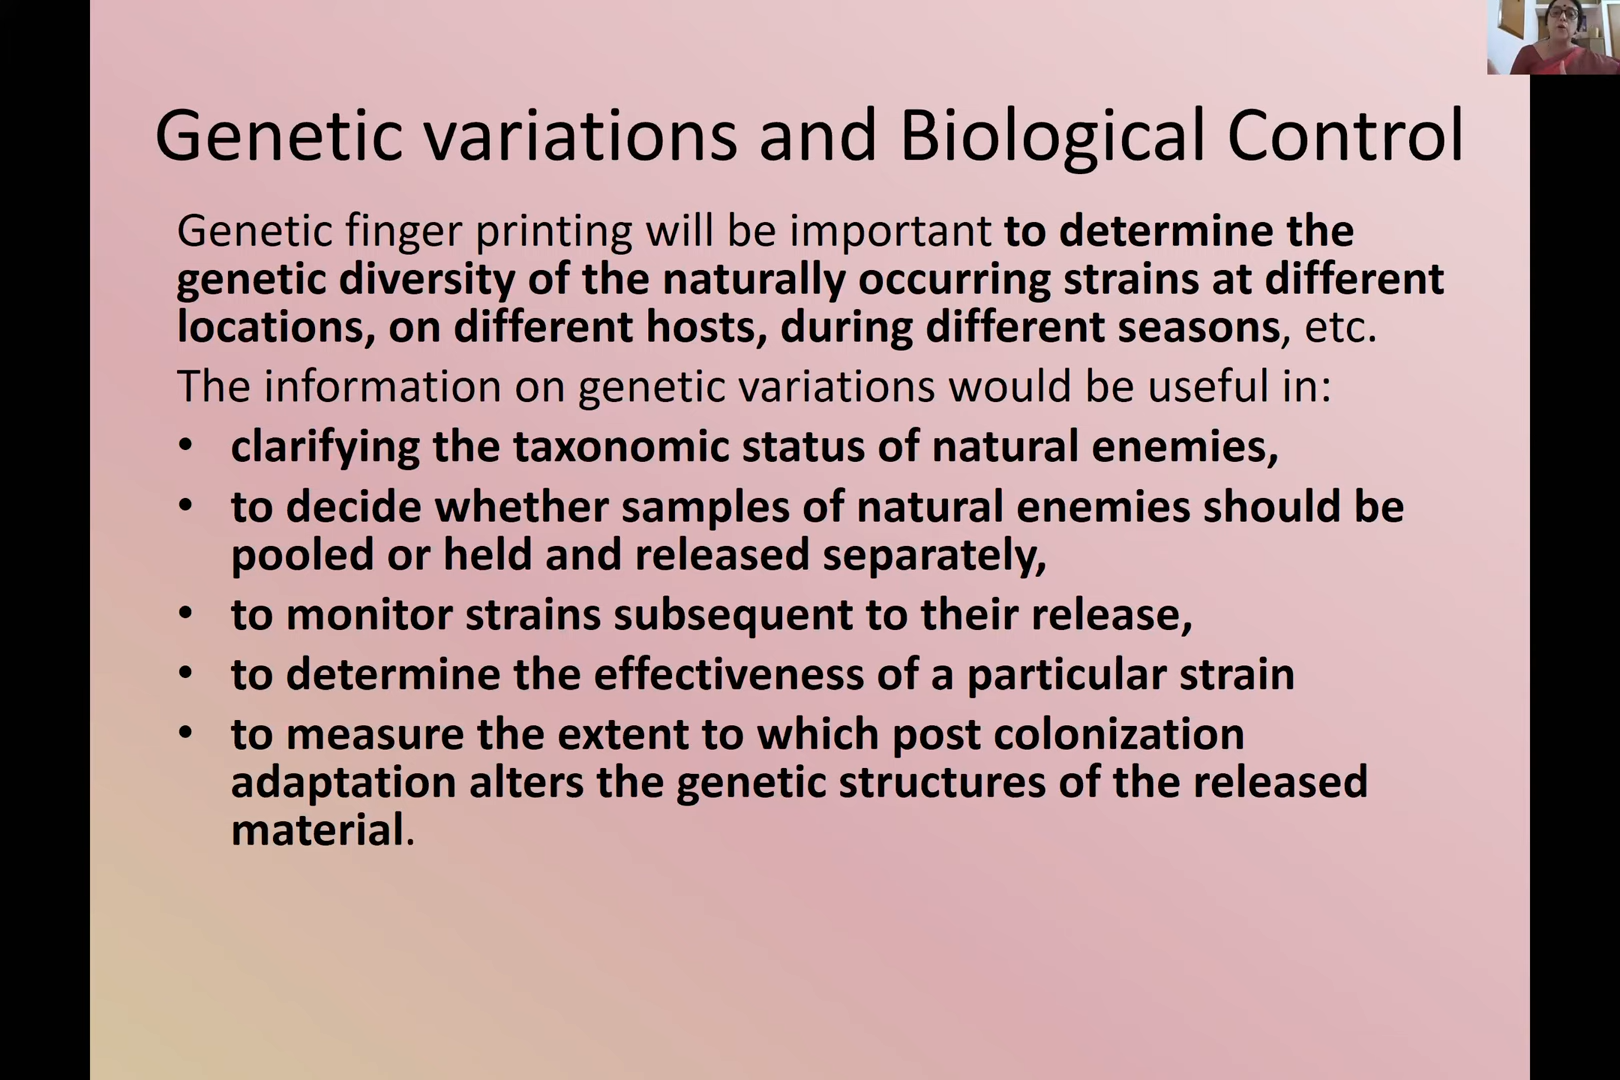 Genetic variations and Biological Control
Genetic finger printing will be important to determine the
genetic diversity of the naturally occurring strains at different
locations, on different hosts, during different seasons, etc.
The information on genetic variations would be useful in:
• clarifying the taxonomic status of natural enemies,
• to decide whether samples of natural enemies should be
pooled or held and released separately,
• to monitor strains subsequent to their release,
• to determine the effectiveness of a particular strain
• to measure the extent to which post colonization
adaptation alters the genetic structures of the released
material.